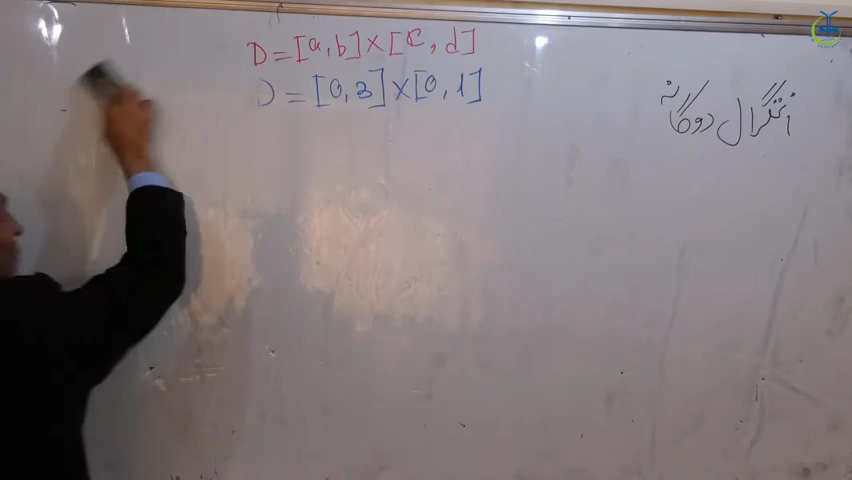 D = [a, b] × [c, d]
D = [0, 3] × [0, 1]
انتگرال دوگانه